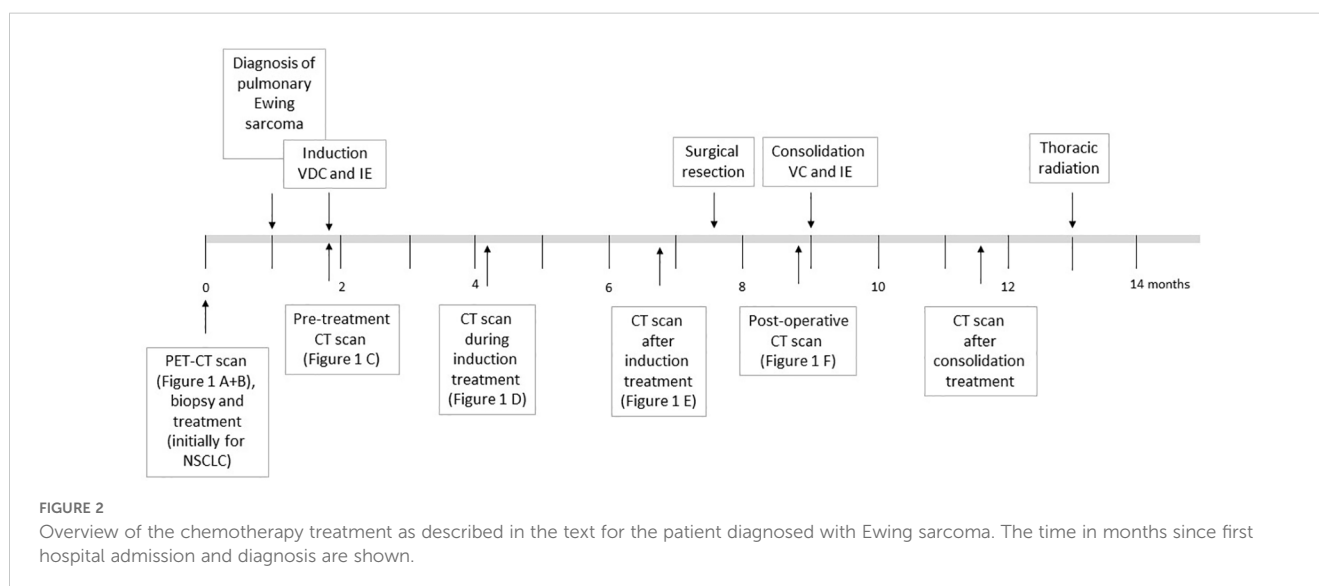 Diagnosis of
pulmonary
Ewing
sarcoma
Induction
VDC and IE
Surgical
resection
Consolidation
VC and IE
Thoracic
radiation
0
2
4
6
8
10
12
14 months
PET-CT scan
(Figure 1 A+B),
biopsy and
treatment
(initially for
NSCLC)
Pre-treatment
CT scan
(Figure 1 C)
CT scan
during
induction
treatment
(Figure 1 D)
CT scan
after
induction
treatment
(Figure 1 E)
Post-operative
CT scan
(Figure 1 F)
CT scan
after
consolidation
treatment
FIGURE 2
Overview of the chemotherapy treatment as described in the text for the patient diagnosed with Ewing sarcoma. The time in months since first
hospital admission and diagnosis are shown.